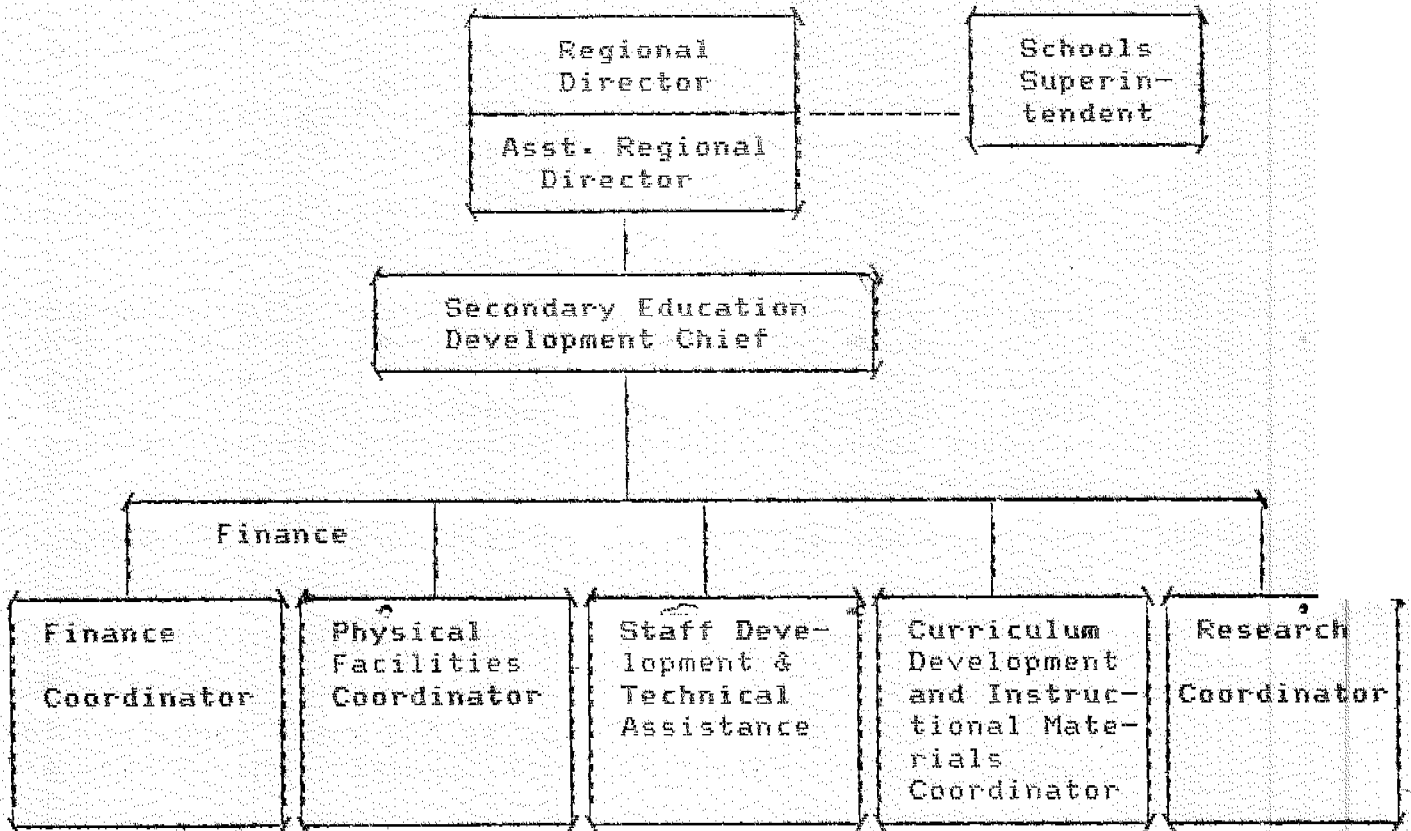 Regional
Director
Asst. Regional
Director
Schools
Superin-
tendent
Secondary Education
Development Chief
Finance
Finance
Coordinator
Physical
Facilities
Coordinator
Staff Deve-
lopment &
Technical
Assistance
Curriculum
Development
and Instruc-
tional Mate-
rials
Coordinator
Research
Coordinator